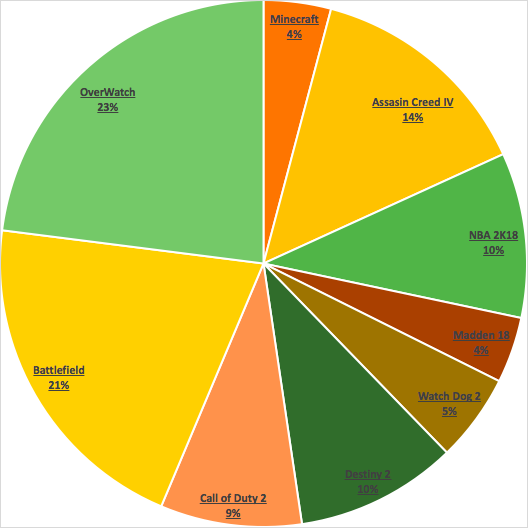 Minecraft
4%
Assasin Creed IV
14%
NBA 2K18
10%
Madden 18
4%
Watch Dog 2
5%
Destiny 2
10%
Call of Duty 2
9%
Battlefield
21%
OverWatch
23%